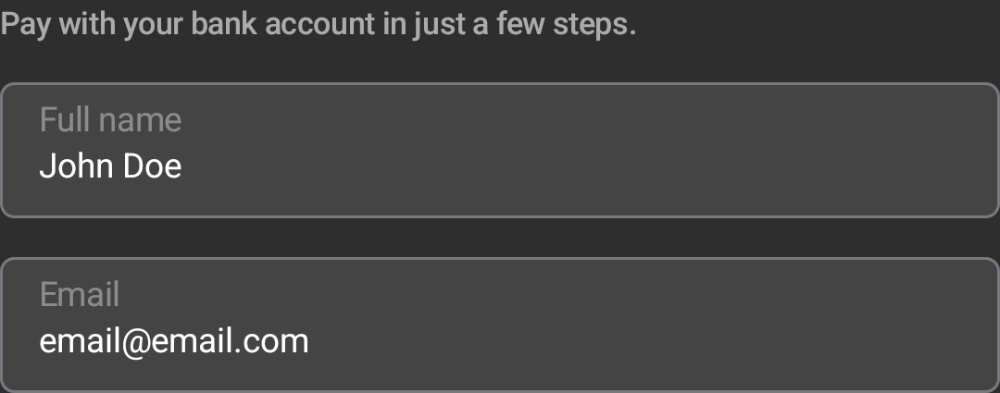 Pay with your bank account in just a few steps.
Full name
John Doe
Email
email@email.com